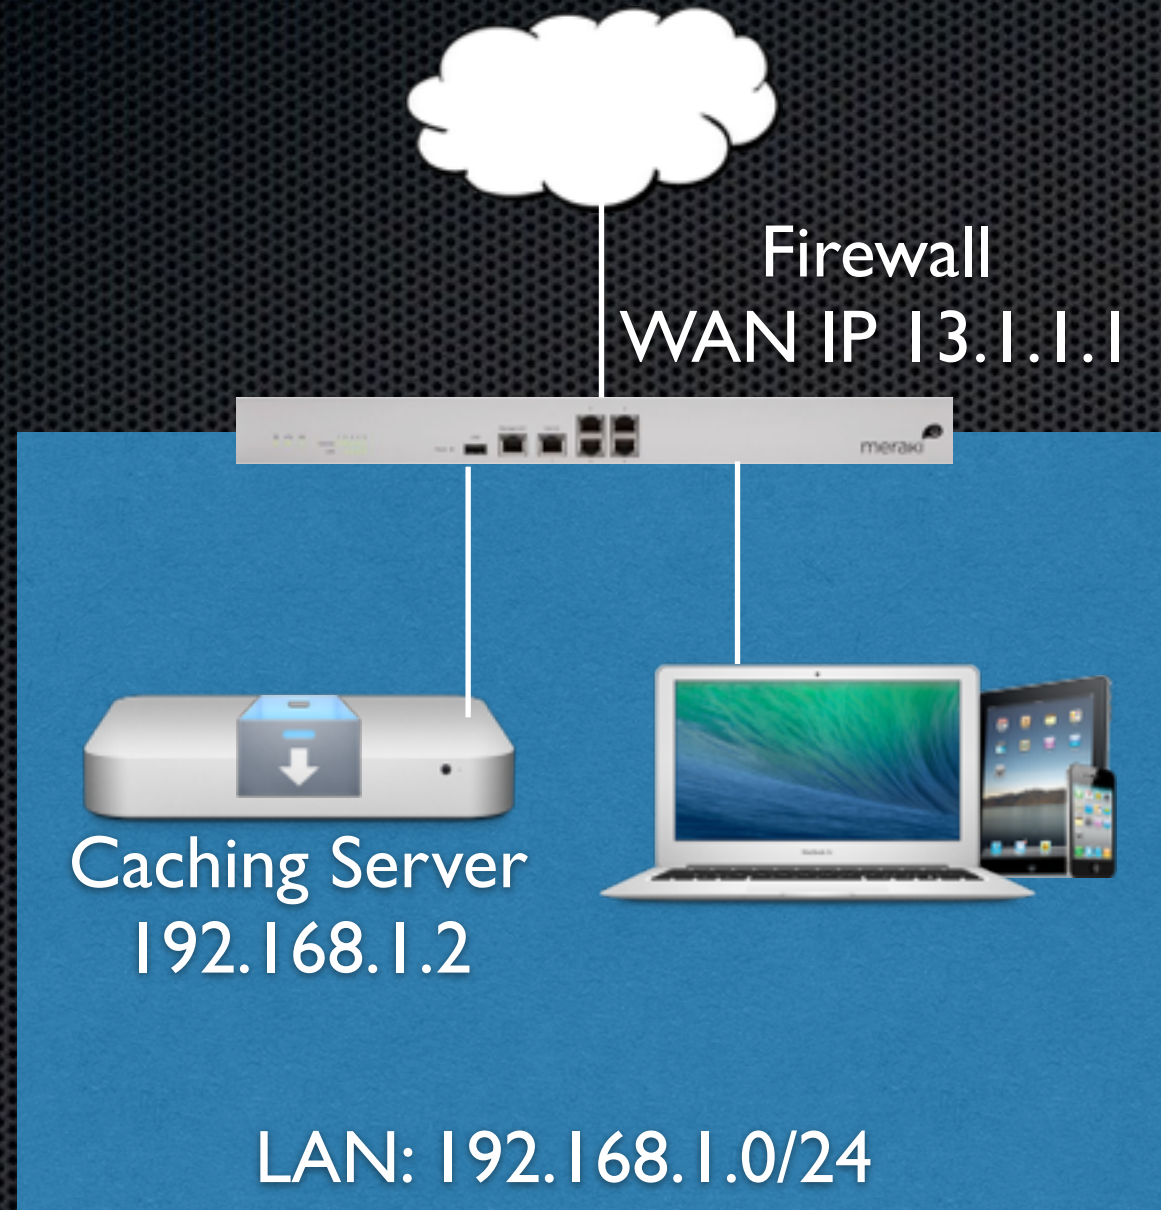 Firewall
WAN IP 13.1.1.1
meraki
Caching Server
192.168.1.2
LAN: 192.168.1.0/24